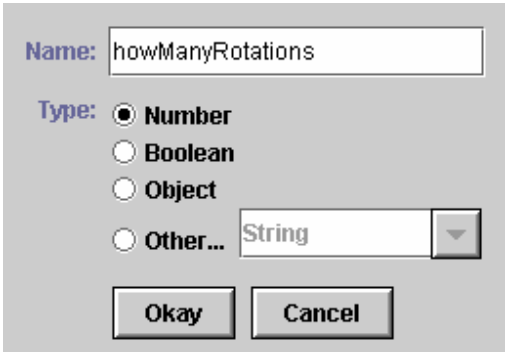 Name: howManyRotations
Type: Number
Boolean
Object
Other... String
Okay Cancel